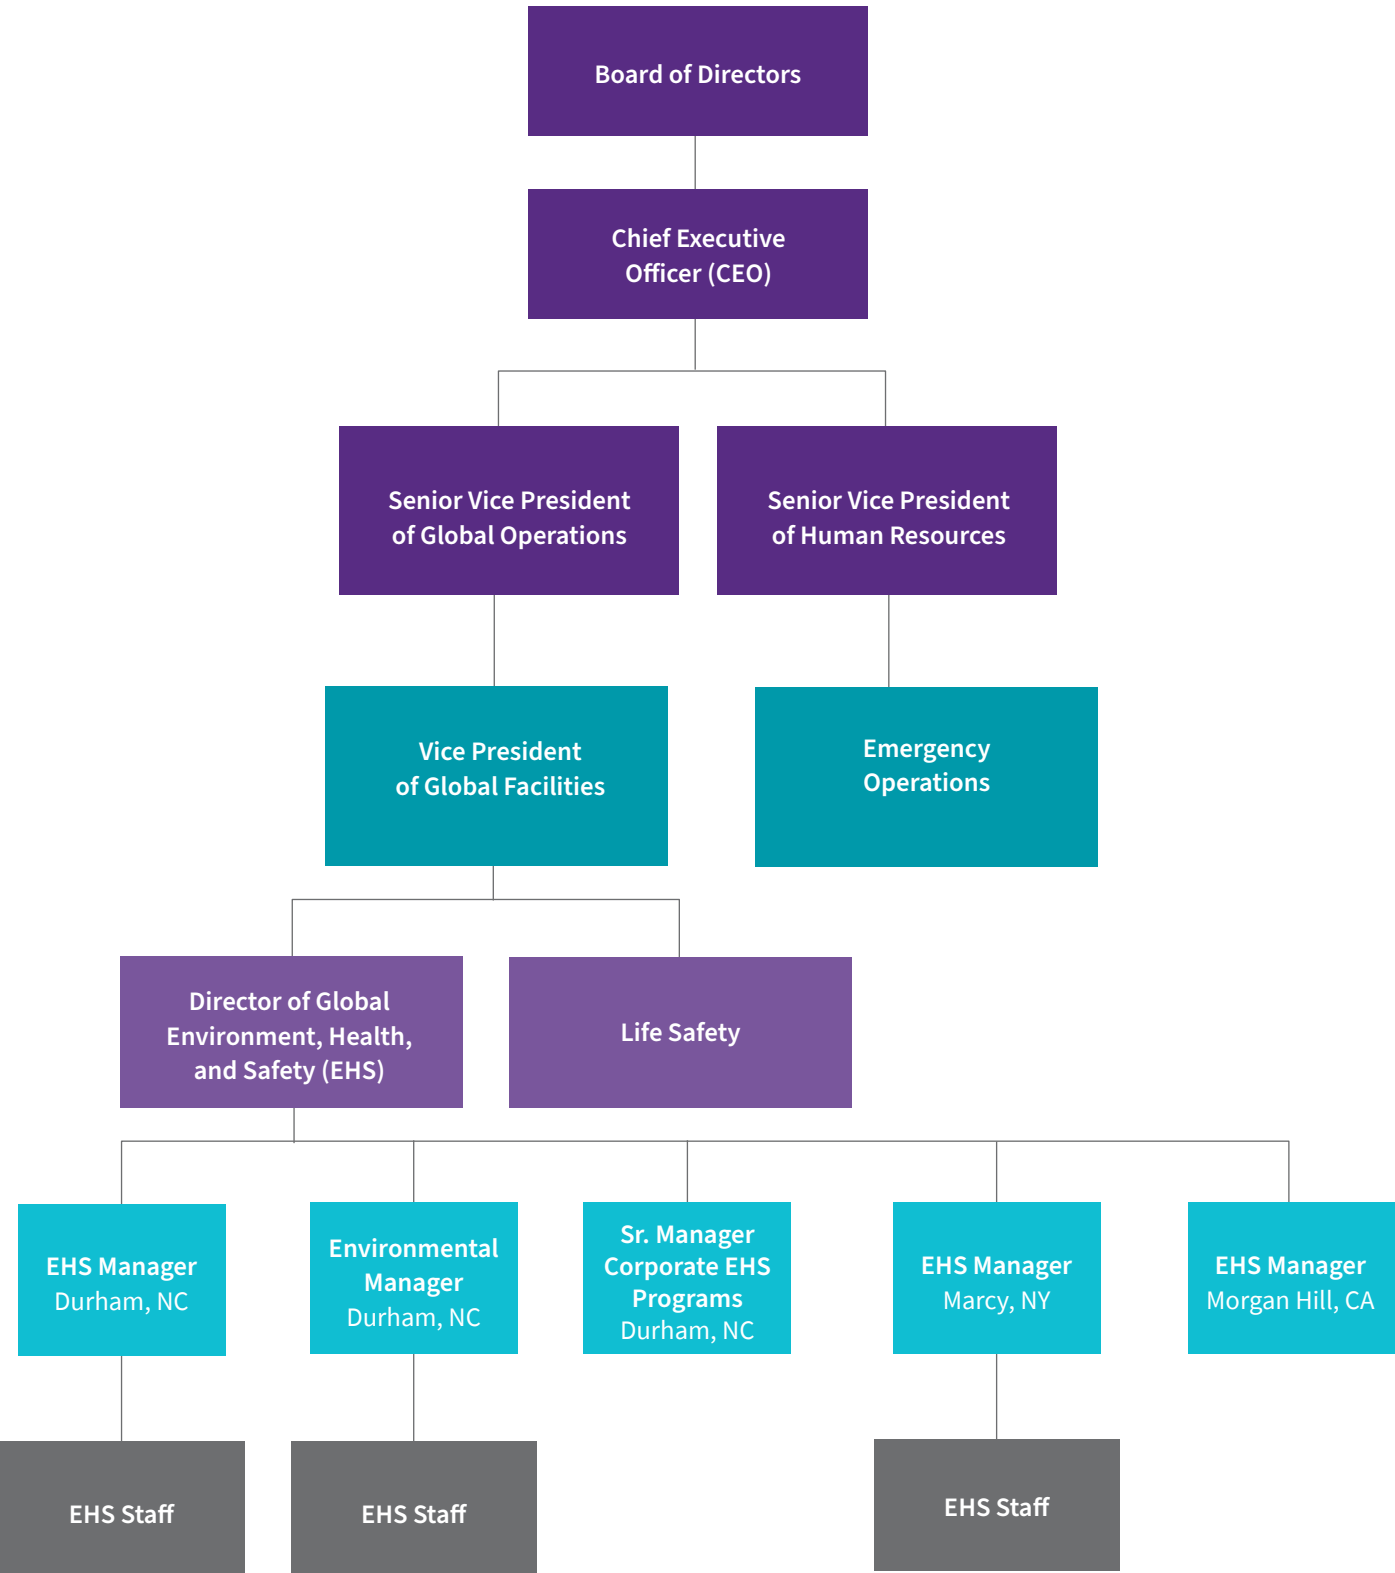 Board of Directors
Chief Executive
Officer (CEO)
Senior Vice President
of Global Operations
Senior Vice President
of Human Resources
Vice President
of Global Facilities
Emergency
Operations
Director of Global
Environment, Health,
and Safety (EHS)
Life Safety
EHS Manager
Durham, NC
Environmental
Manager
Durham, NC
Sr. Manager
Corporate EHS
Programs
Durham, NC
EHS Manager
Marcy, NY
EHS Manager
Morgan Hill, CA
EHS Staff
EHS Staff
EHS Staff